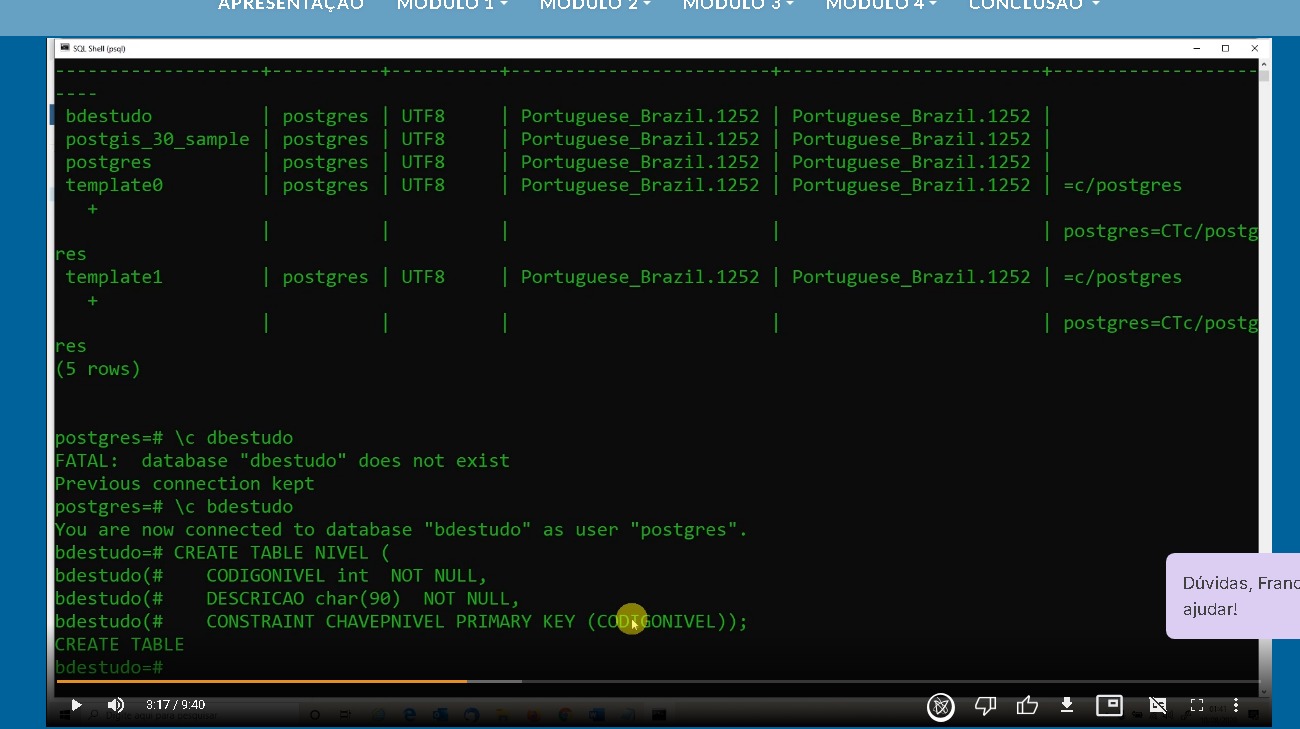 APRESENTAÇÃO MÓDULO 1 MÓDULO 2 MÓDULO 3 MÓDULO 4 CONCLUSÃO
SQL Shell (psql)
-------------------+----------+----------+------------------------+------------------------+-------------------
----
bdestudo | postgres | UTF8 | Portuguese_Brazil.1252 | Portuguese_Brazil.1252 |
postgis_30_sample | postgres | UTF8 | Portuguese_Brazil.1252 | Portuguese_Brazil.1252 |
postgres | postgres | UTF8 | Portuguese_Brazil.1252 | Portuguese_Brazil.1252 |
template0 | postgres | UTF8 | Portuguese_Brazil.1252 | Portuguese_Brazil.1252 | =c/postgres
+
| | | | | postgres=CTc/postg
res
template1 | postgres | UTF8 | Portuguese_Brazil.1252 | Portuguese_Brazil.1252 | =c/postgres
+
| | | | | postgres=CTc/postg
res
(5 rows)
postgres=# \c dbestudo
FATAL: database "dbestudo" does not exist
Previous connection kept
postgres=# \c bdestudo
You are now connected to database "bdestudo" as user "postgres".
bdestudo=# CREATE TABLE NIVEL (
bdestudo(# CODIGONIVEL int NOT NULL,
bdestudo(# DESCRICAO char(90) NOT NULL,
bdestudo(# CONSTRAINT CHAVEPNIVEL PRIMARY KEY (CODIGONIVEL));
CREATE TABLE
bdestudo=#
Dúvidas, Franc
ajudar!
3:17 / 9:40